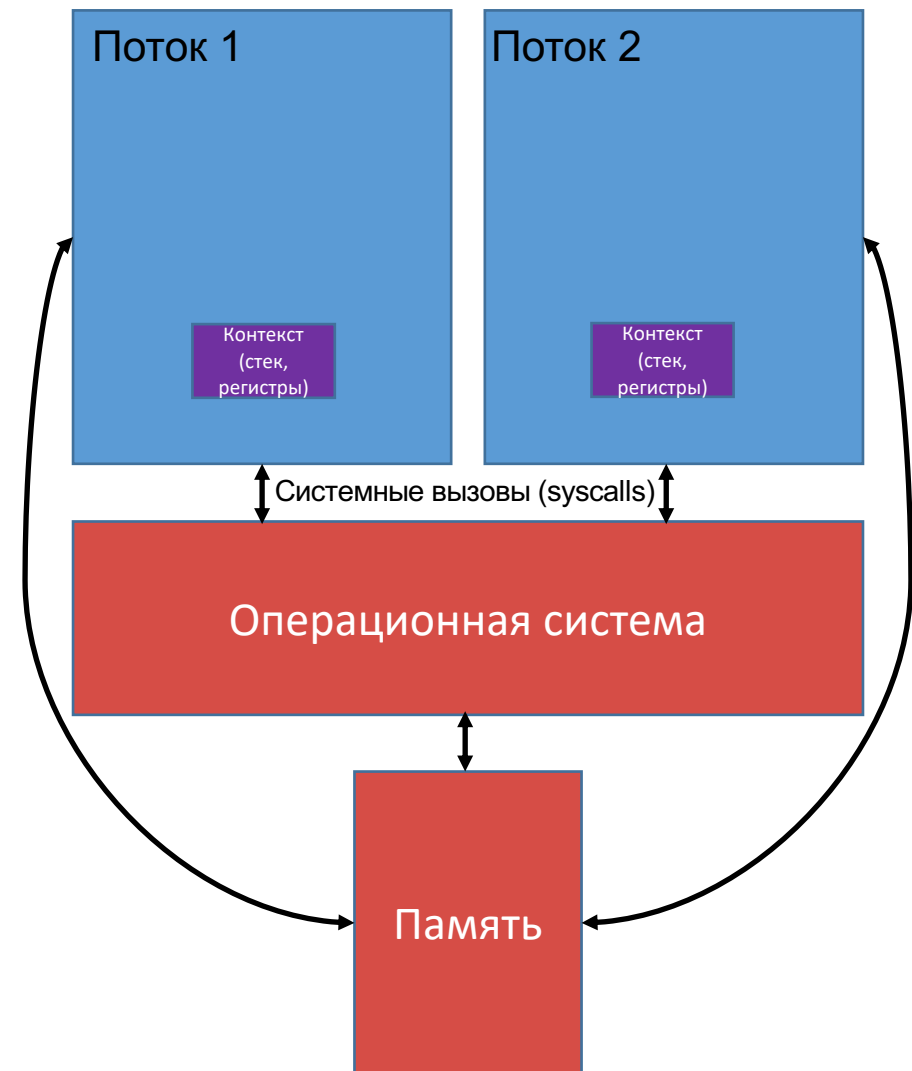 Поток 1
Поток 2
Контекст
(стек,
регистры)
Контекст
(стек,
регистры)
Системные вызовы (syscalls)
Операционная система
Память